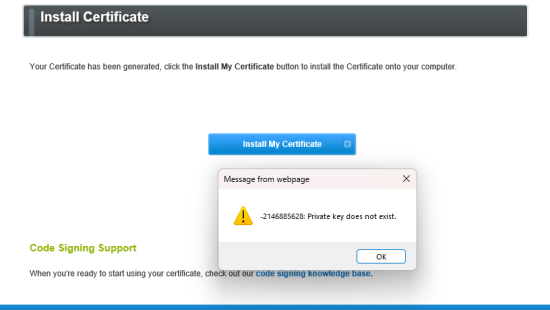 Install Certificate
Your Certificate has been generated, click the Install My Certificate button to install the Certificate onto your computer.
Install My Certificate
Message from webpage
-2146885628: Private key does not exist.
OK
Code Signing Support
When you're ready to start using your certificate, check out our code signing knowledge base.